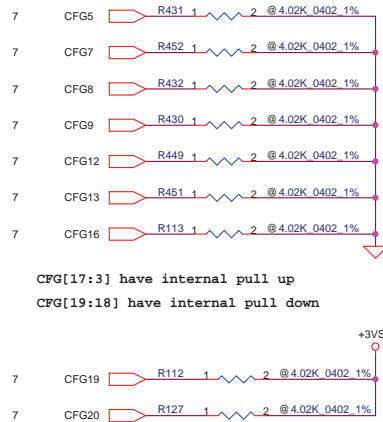 7 CFG5 R431 1 2 @4.02K_0402_1%
7 CFG7 R452 1 2 @4.02K_0402_1%
7 CFG8 R432 1 2 @4.02K_0402_1%
7 CFG9 R430 1 2 @4.02K_0402_1%
7 CFG12 R449 1 2 @4.02K_0402_1%
7 CFG13 R451 1 2 @4.02K_0402_1%
7 CFG16 R113 1 2 @4.02K_0402_1%
CFG[17:3] have internal pull up
CFG[19:18] have internal pull down
+3VS
7 CFG19 R112 1 2 @4.02K_0402_1%
7 CFG20 R127 1 2 @4.02K_0402_1%